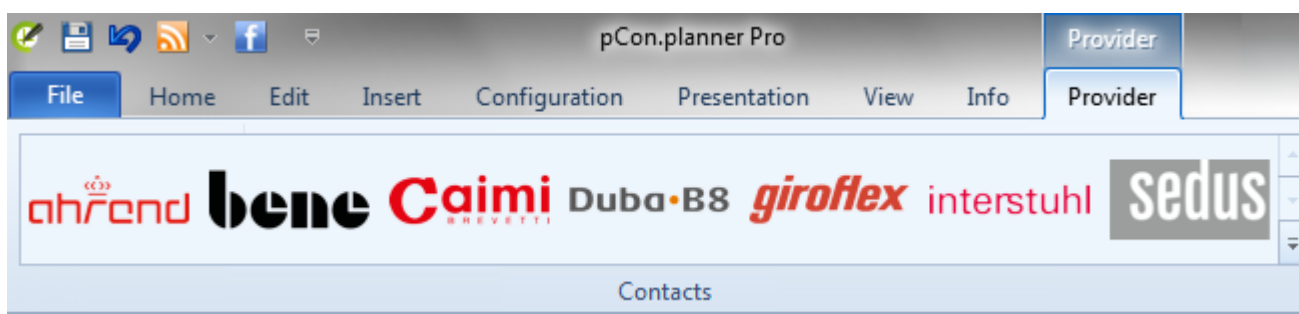 pCon.planner Pro Provider
File Home Edit Insert Configuration Presentation View Info Provider
ahrend bene Caimi BREVETTI Duba•B8 giroflex interstuhl sedus
Contacts